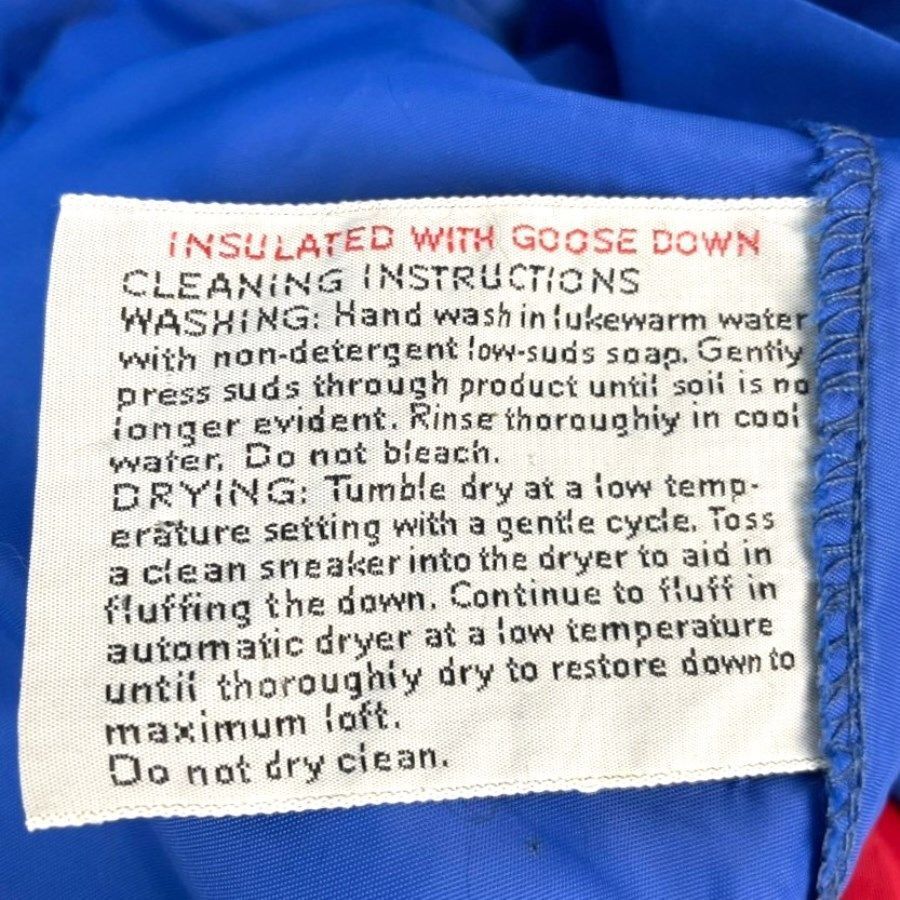 INSULATED WITH GOOSE DOWN
CLEANING INSTRUCTIONS
WASHING: Hand wash in lukewarm water
with non-detergent low-suds soap. Gently
press suds through product until soil is no
longer evident. Rinse thoroughly in cool
water. Do not bleach.
DRYING: Tumble dry at a low temp-
erature setting with a gentle cycle. Toss
a clean sneaker into the dryer to aid in
fluffing the down. Continue to fluff in
automatic dryer at a low temperature
until thoroughly dry to restore down to
maximum loft.
Do not dry clean.